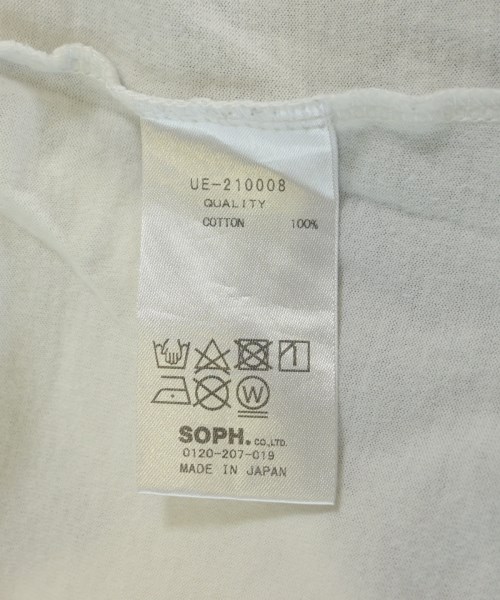 UE-210008
QUALITY
COTTON 100%
W
SOPH. CO.,LTD.
0120-207-019
MADE IN JAPAN